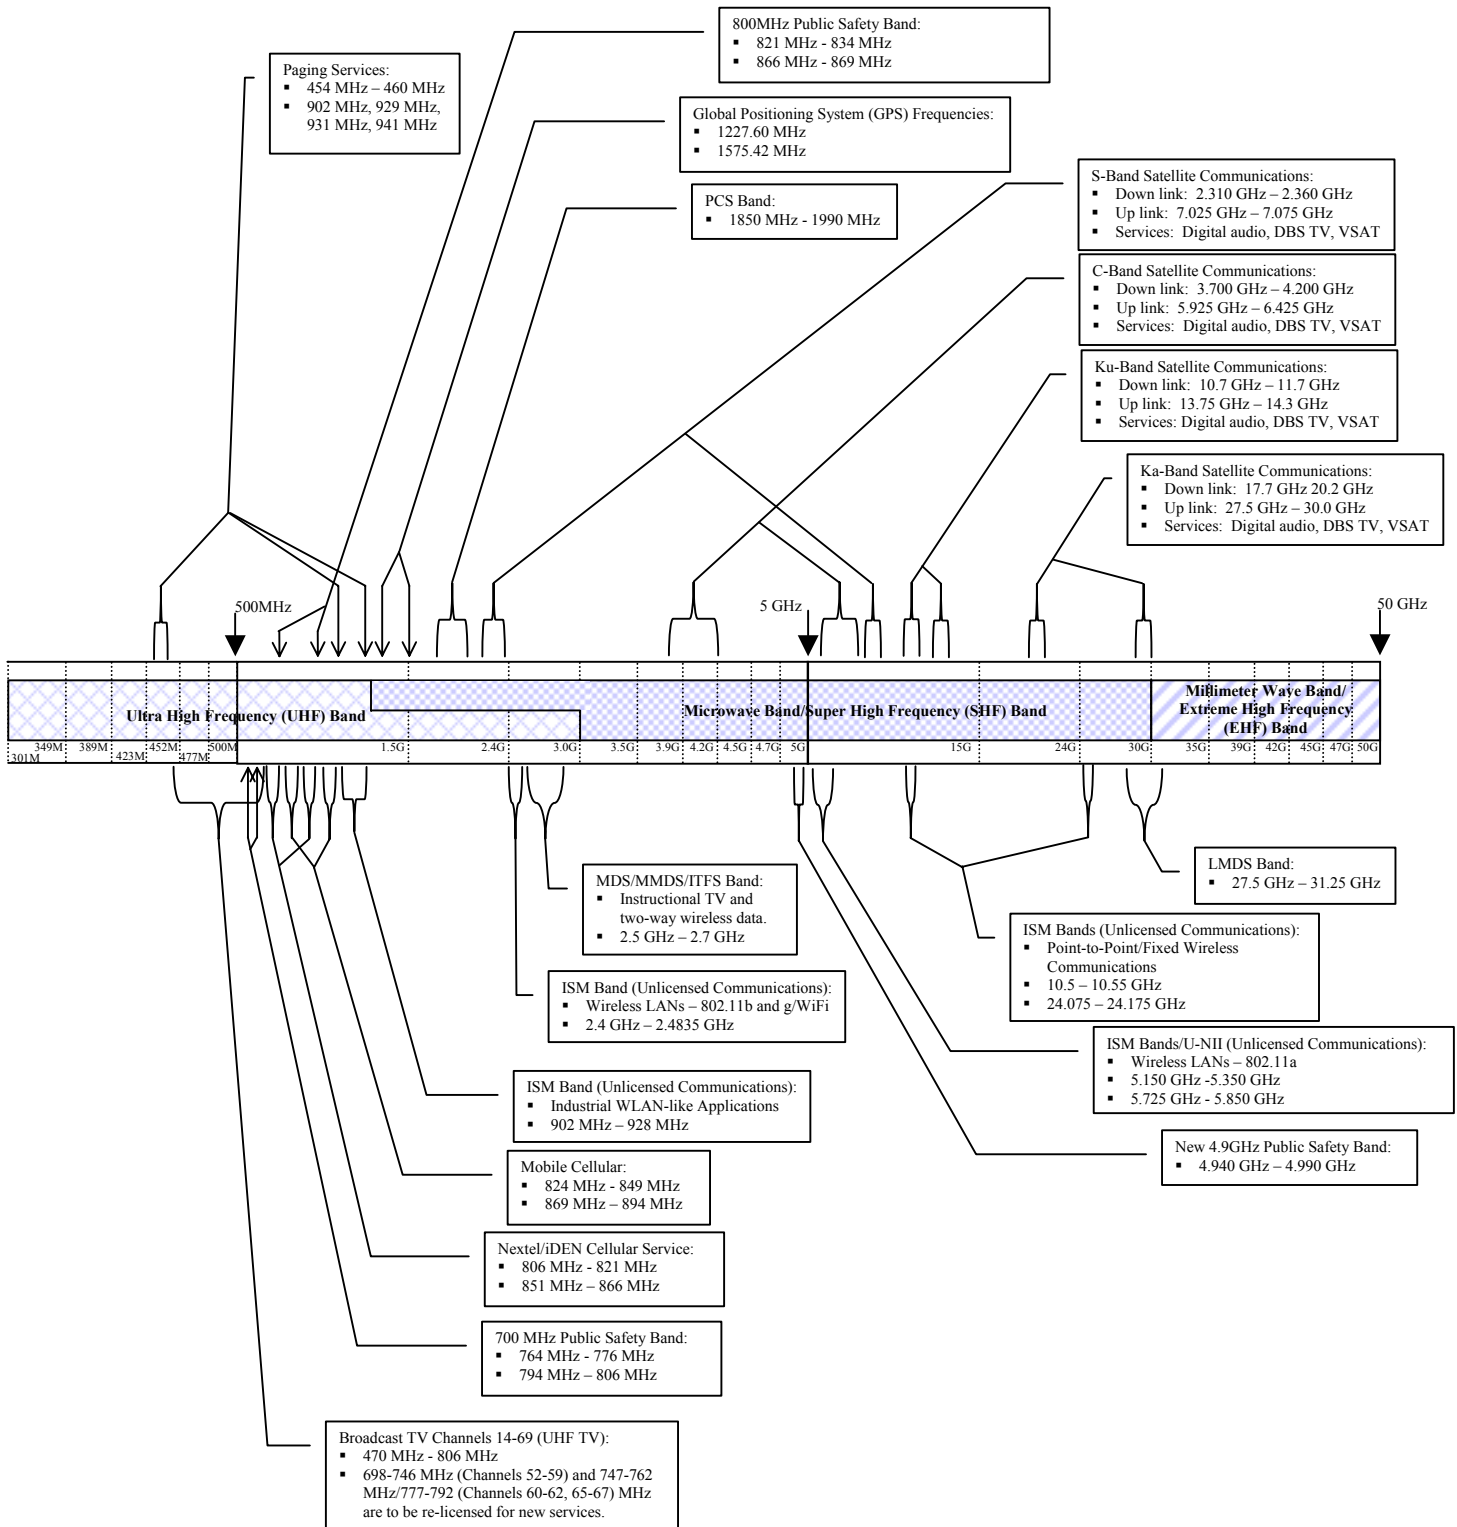 800MHz Public Safety Band:
▪ 821 MHz - 834 MHz
▪ 866 MHz - 869 MHz
Paging Services:
▪ 454 MHz – 460 MHz
▪ 902 MHz, 929 MHz,
931 MHz, 941 MHz
Global Positioning System (GPS) Frequencies:
▪ 1227.60 MHz
▪ 1575.42 MHz
PCS Band:
▪ 1850 MHz - 1990 MHz
S-Band Satellite Communications:
▪ Down link: 2.310 GHz – 2.360 GHz
▪ Up link: 7.025 GHz – 7.075 GHz
▪ Services: Digital audio, DBS TV, VSAT
C-Band Satellite Communications:
▪ Down link: 3.700 GHz – 4.200 GHz
▪ Up link: 5.925 GHz – 6.425 GHz
▪ Services: Digital audio, DBS TV, VSAT
Ku-Band Satellite Communications:
▪ Down link: 10.7 GHz – 11.7 GHz
▪ Up link: 13.75 GHz – 14.3 GHz
▪ Services: Digital audio, DBS TV, VSAT
Ka-Band Satellite Communications:
▪ Down link: 17.7 GHz 20.2 GHz
▪ Up link: 27.5 GHz – 30.0 GHz
▪ Services: Digital audio, DBS TV, VSAT
500MHz
5 GHz
50 GHz
Ultra High Frequency (UHF) Band
Microwave Band/Super High Frequency (SHF) Band
Millimeter Wave Band/
Extreme High Frequency
(EHF) Band
301M 349M 389M 423M 452M 477M 500M 1.5G 2.4G 3.0G 3.5G 3.9G 4.2G 4.5G 4.7G 5G 15G 24G 30G 35G 39G 42G 45G 47G 50G
MDS/MMDS/ITFS Band:
▪ Instructional TV and
two-way wireless data.
▪ 2.5 GHz – 2.7 GHz
LMDS Band:
▪ 27.5 GHz – 31.25 GHz
ISM Bands (Unlicensed Communications):
▪ Point-to-Point/Fixed Wireless
Communications
▪ 10.5 – 10.55 GHz
▪ 24.075 – 24.175 GHz
ISM Band (Unlicensed Communications):
▪ Wireless LANs – 802.11b and g/WiFi
▪ 2.4 GHz – 2.4835 GHz
ISM Bands/U-NII (Unlicensed Communications):
▪ Wireless LANs – 802.11a
▪ 5.150 GHz -5.350 GHz
▪ 5.725 GHz - 5.850 GHz
ISM Band (Unlicensed Communications):
▪ Industrial WLAN-like Applications
▪ 902 MHz – 928 MHz
New 4.9GHz Public Safety Band:
▪ 4.940 GHz – 4.990 GHz
Mobile Cellular:
▪ 824 MHz - 849 MHz
▪ 869 MHz – 894 MHz
Nextel/iDEN Cellular Service:
▪ 806 MHz - 821 MHz
▪ 851 MHz – 866 MHz
700 MHz Public Safety Band:
▪ 764 MHz - 776 MHz
▪ 794 MHz – 806 MHz
Broadcast TV Channels 14-69 (UHF TV):
▪ 470 MHz - 806 MHz
▪ 698-746 MHz (Channels 52-59) and 747-762
MHz/777-792 (Channels 60-62, 65-67) MHz
are to be re-licensed for new services.